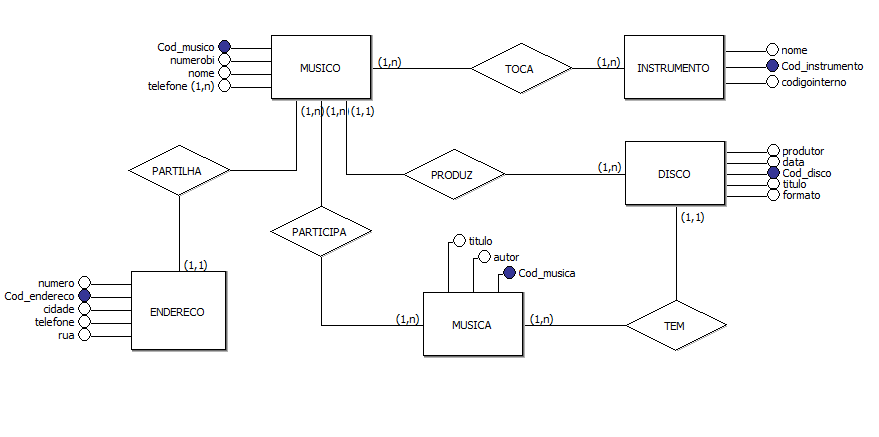 Cod_musico
numerobi
nome
telefone (1,n)
MUSICO
(1,n)
TOCA
(1,n)
INSTRUMENTO
nome
Cod_instrumento
codigointerno
(1,n)
(1,n)
(1,1)
PARTILHA
PRODUZ
(1,n)
DISCO
produtor
data
Cod_disco
titulo
formato
(1,1)
PARTICIPA
titulo
autor
Cod_musica
(1,1)
numero
Cod_endereco
cidade
telefone
rua
ENDERECO
(1,n)
MUSICA
(1,n)
TEM